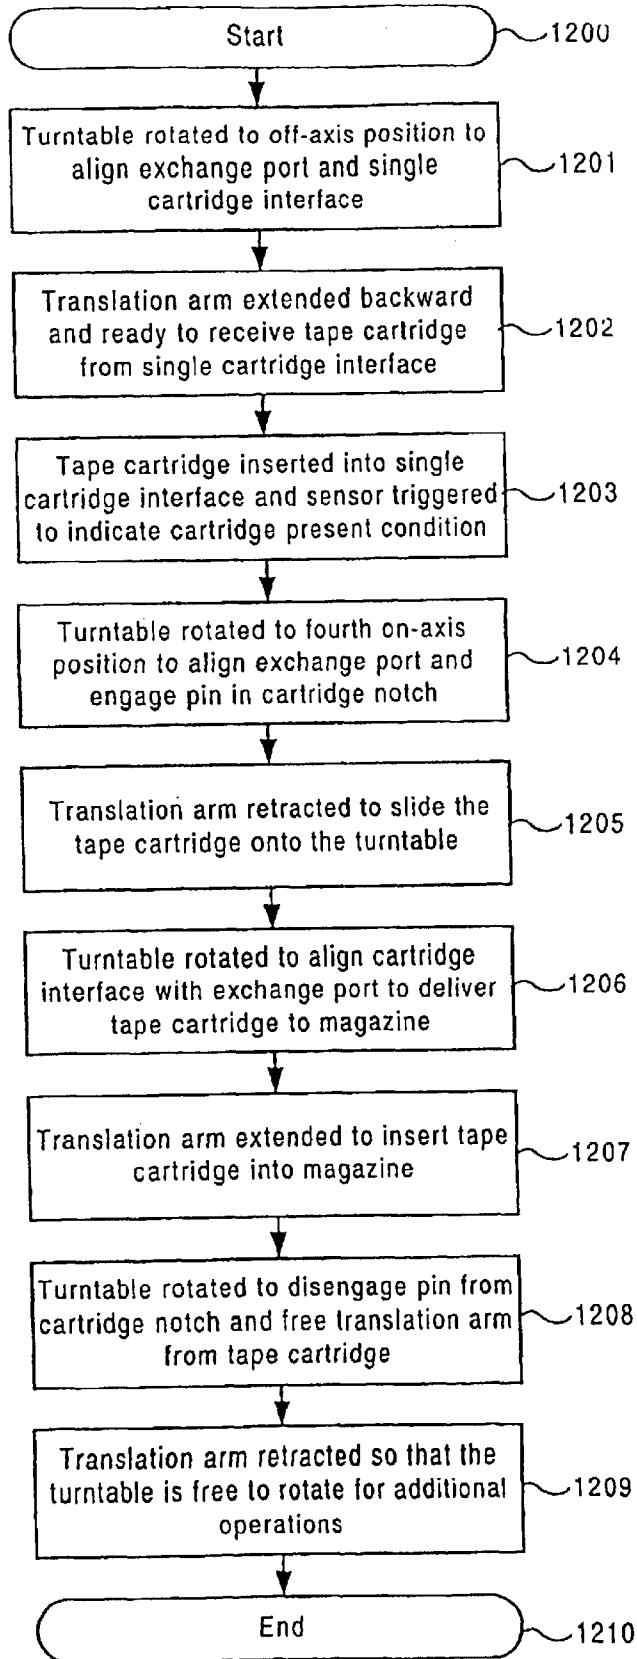 Start
1200
Turntable rotated to off-axis position to
align exchange port and single
cartridge interface
1201
Translation arm extended backward
and ready to receive tape cartridge
from single cartridge interface
1202
Tape cartridge inserted into single
cartridge interface and sensor triggered
to indicate cartridge present condition
1203
Turntable rotated to fourth on-axis
position to align exchange port and
engage pin in cartridge notch
1204
Translation arm retracted to slide the
tape cartridge onto the turntable
1205
Turntable rotated to align cartridge
interface with exchange port to deliver
tape cartridge to magazine
1206
Translation arm extended to insert tape
cartridge into magazine
1207
Turntable rotated to disengage pin from
cartridge notch and free translation arm
from tape cartridge
1208
Translation arm retracted so that the
turntable is free to rotate for additional
operations
1209
End
1210